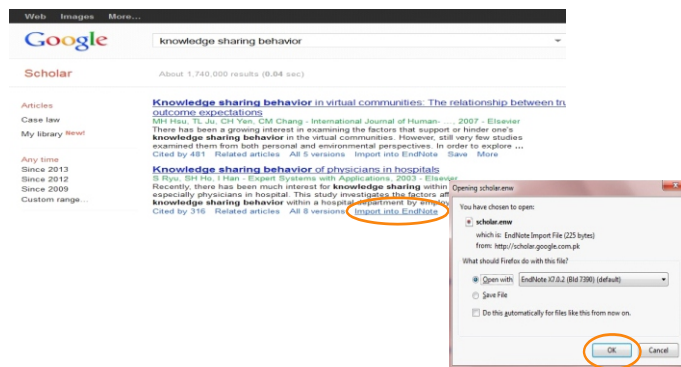 Web Images More...
Google
knowledge sharing behavior
Scholar
About 1,740,000 results (0.04 sec)
Articles
Case law
My library New!
Any time
Since 2013
Since 2012
Since 2009
Custom range...
Knowledge sharing behavior in virtual communities: The relationship between tru
outcome expectations
MH Hsu, TL Ju, CH Yen, CM Chang - International Journal of Human- ..., 2007 - Elsevier
There has been a growing interest in examining the factors that support or hinder one's
knowledge sharing behavior in the virtual communities. However, still very few studies
examined them from both personal and environmental perspectives. In order to explore ...
Cited by 481 Related articles All 5 versions Import into EndNote Save More
Knowledge sharing behavior of physicians in hospitals
S Ryu, SH Ho, I Han - Expert Systems with Applications, 2003 - Elsevier
Recently, there has been much interest for knowledge sharing within
especially physicians in hospital. This study investigates the factors aff
knowledge sharing behavior within a hospital department by employ
Cited by 316 Related articles All 8 versions Import into EndNote
Opening scholar.enw
You have chosen to open:
scholar.enw
which is: EndNote Import File (225 bytes)
from: http://scholar.google.com.pk
What should Firefox do with this file?
Open with EndNote X7.0.2 (Bld 7390) (default)
Save File
Do this automatically for files like this from now on.
OK Cancel